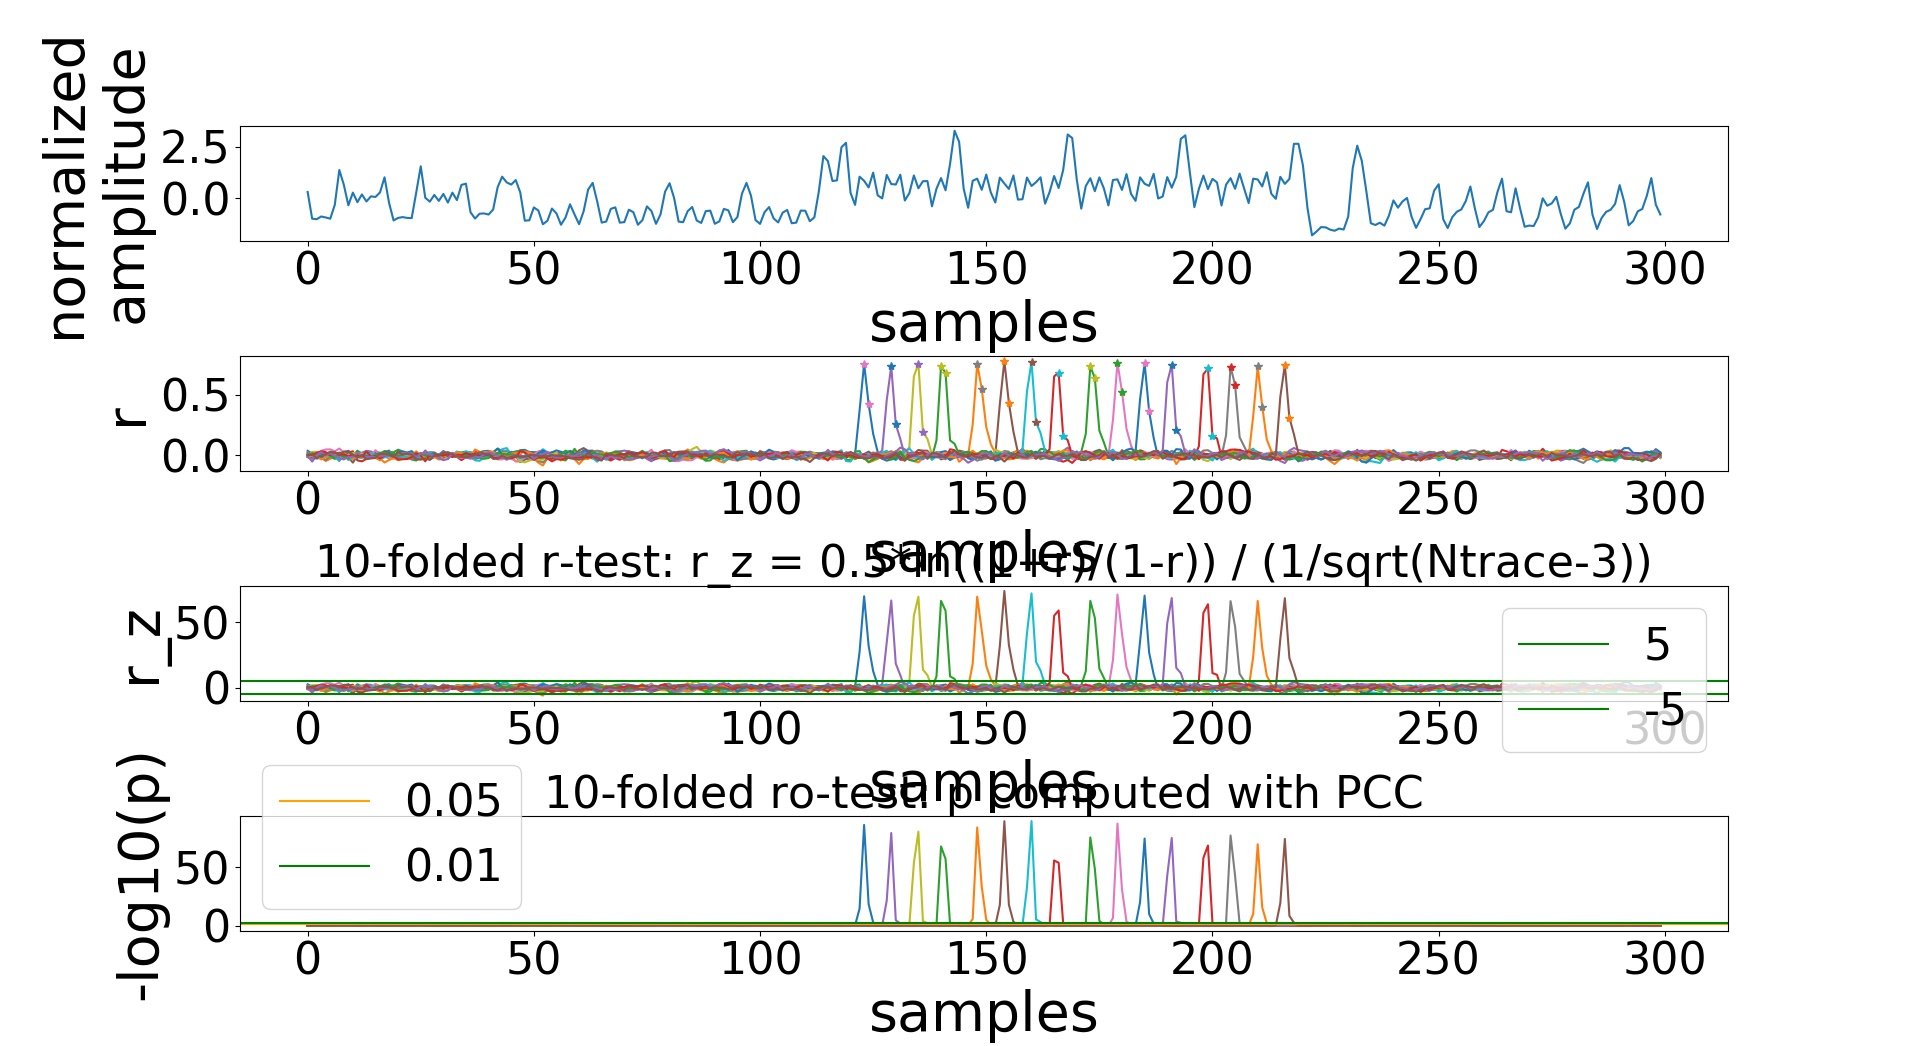 normalized
amplitude
2.5
0.0
0 50 100 150 200 250 300
samples
r
0.5
0.0
0 50 100 150 200 250 300
samples
10-folded r-test: r_z = 0.5*ln((1+r)/(1-r)) / (1/sqrt(Ntrace-3))
r_z
50
0
5
-5
0 50 100 150 200 250 300
samples
10-folded ro-test: p computed with PCC
-log10(p)
0.05
0.01
50
0
0 50 100 150 200 250 300
samples